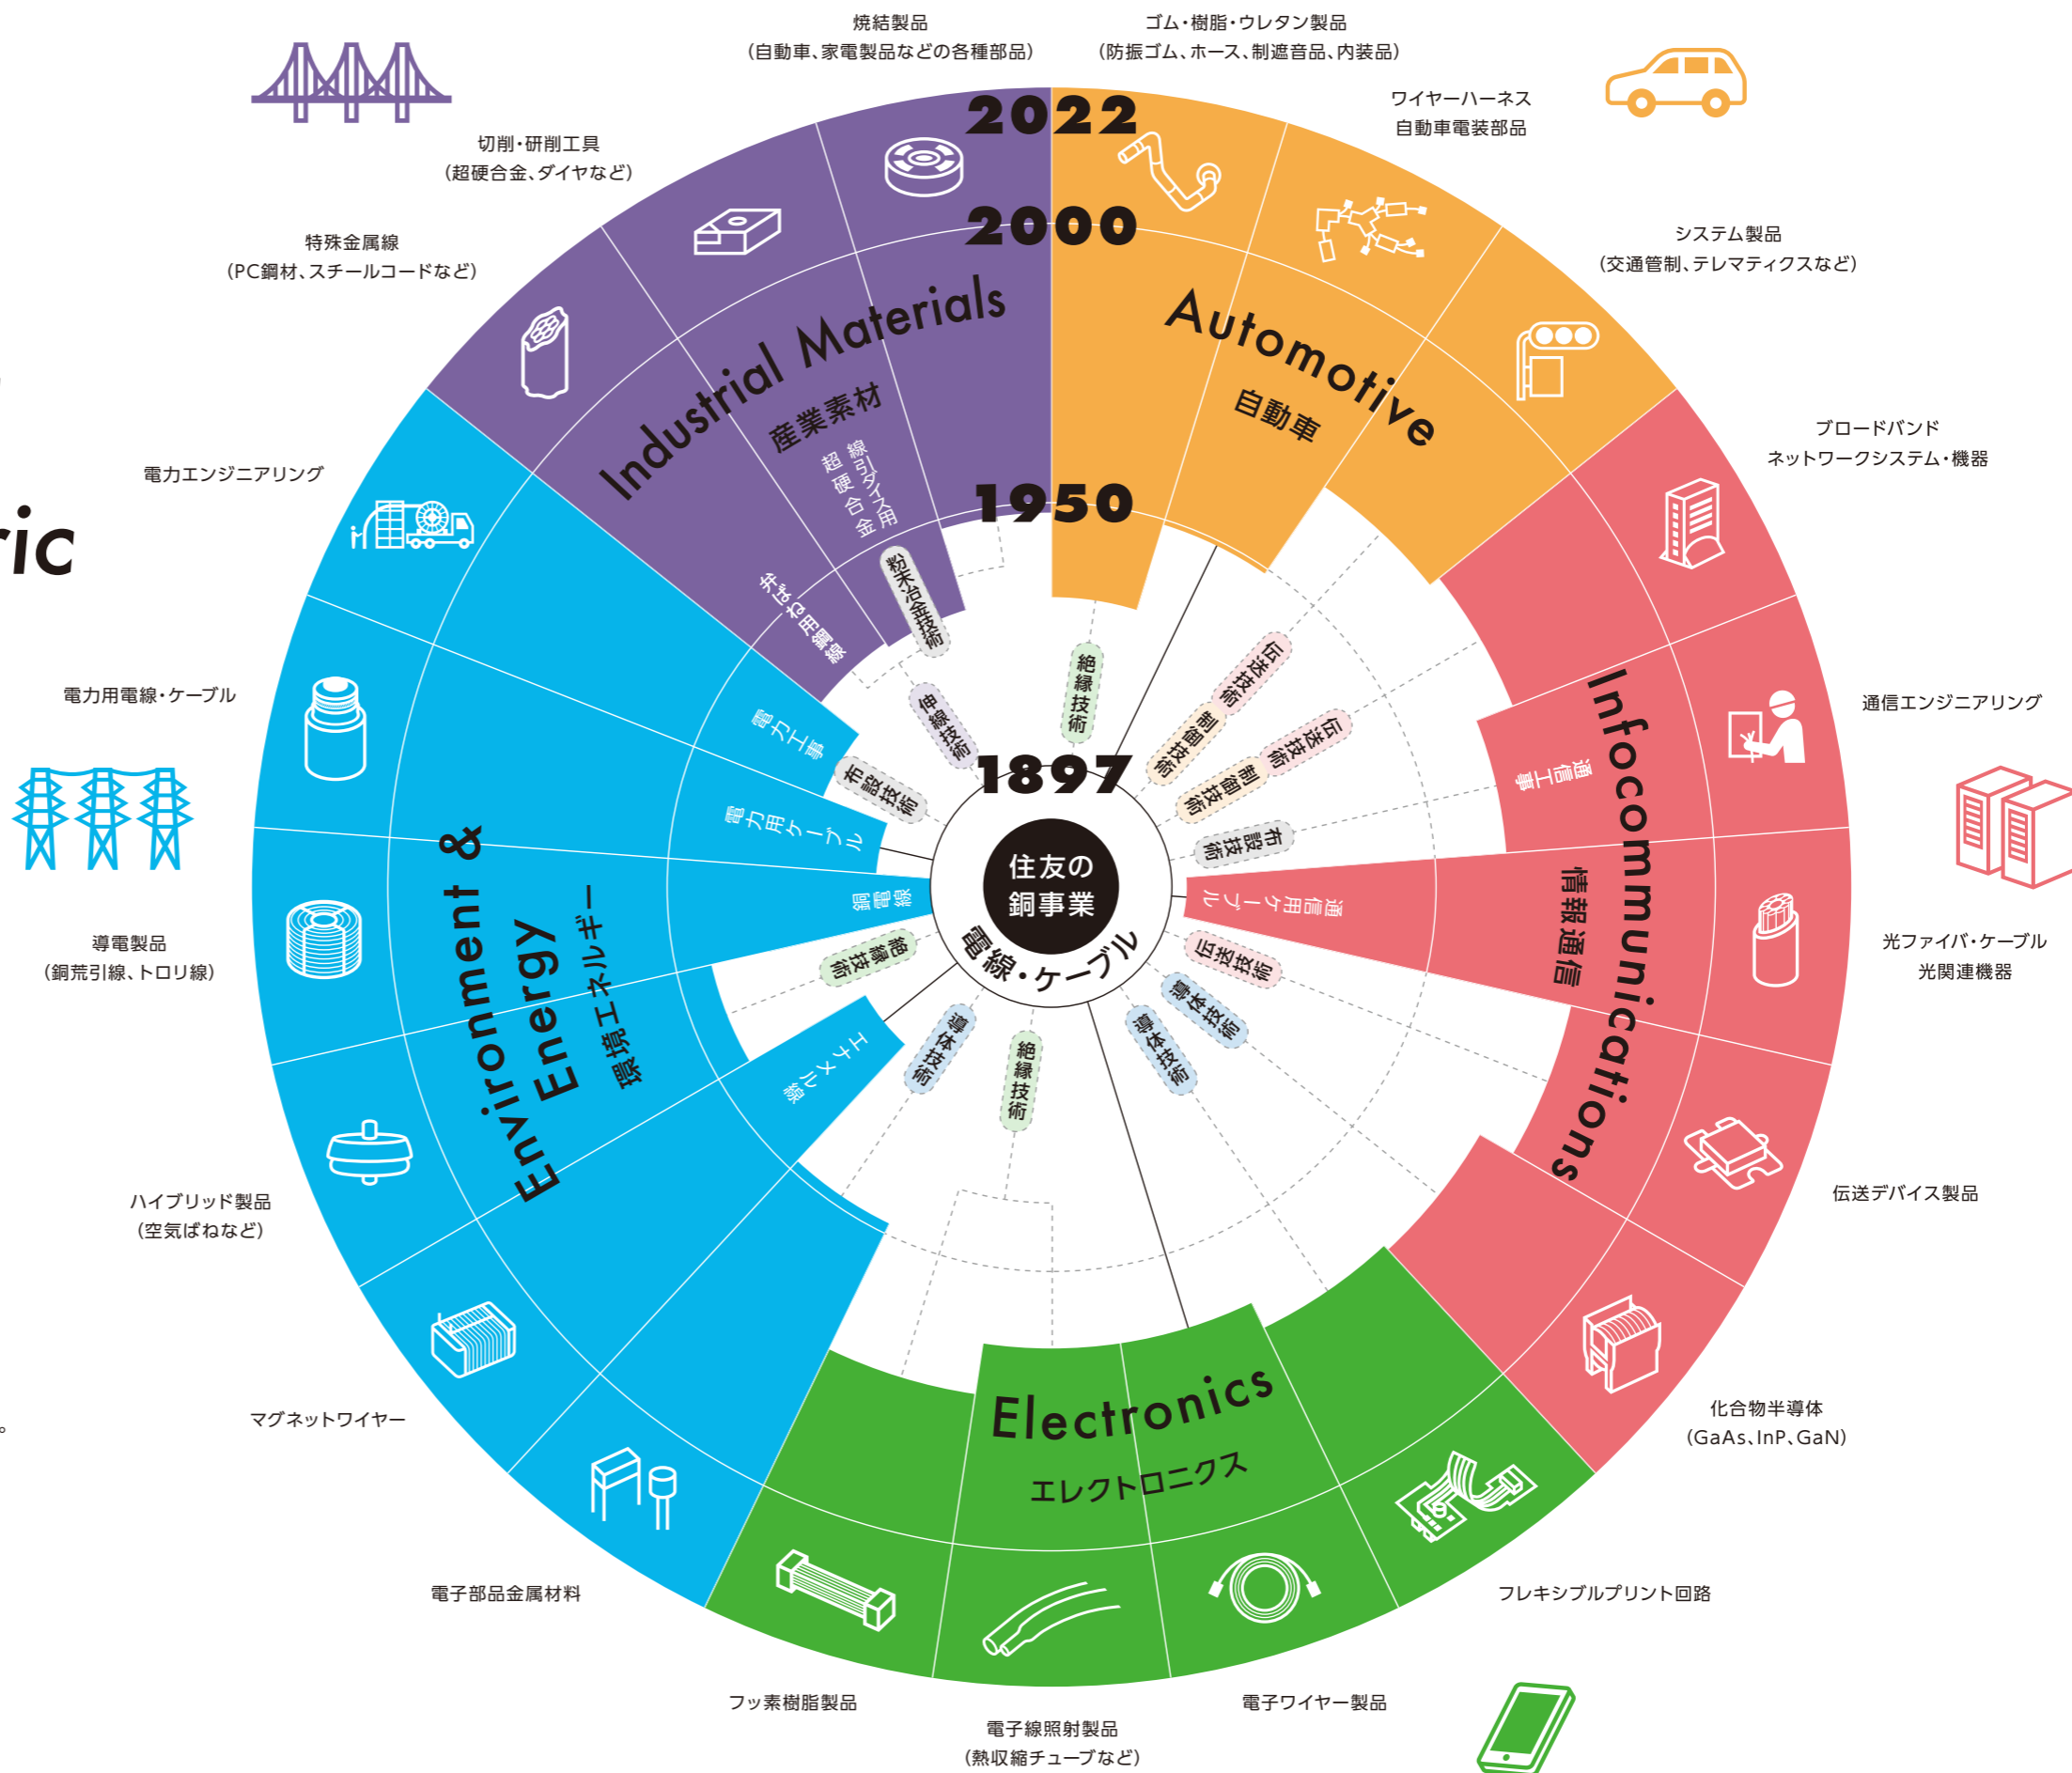 ric
。
2022
2000
1950
1897
住友の
銅事業
電線・ケーブル
Automotive
自動車
ゴム・樹脂・ウレタン製品
(防振ゴム、ホース、制遮音品、内装品)
ワイヤーハーネス
自動車電装部品
システム製品
(交通管制、テレマティクスなど)
絶縁技術
伝送技術
制御技術
Infocommunications
情報通信
ブロードバンド
ネットワークシステム・機器
通信エンジニアリング
光ファイバ・ケーブル
光関連機器
伝送デバイス製品
化合物半導体
(GaAs、InP、GaN)
伝送技術
制御技術
布設技術
通信工事
通信用ケーブル
伝送技術
導体技術
Electronics
エレクトロニクス
フレキシブルプリント回路
電子ワイヤー製品
電子線照射製品
(熱収縮チューブなど)
フッ素樹脂製品
導体技術
絶縁技術
Environment &
Energy
環境エネルギー
電子部品金属材料
マグネットワイヤー
ハイブリッド製品
(空気ばねなど)
導電製品
(銅荒引線、トロリ線)
電力用電線・ケーブル
電力エンジニアリング
導体技術
エナメル線
絶縁技術
銅電線
電力用ケーブル
布設技術
電力工事
Industrial Materials
産業素材
特殊金属線
(PC鋼材、スチールコードなど)
切削・研削工具
(超硬合金、ダイヤなど)
焼結製品
(自動車、家電製品などの各種部品)
弁ばね用鋼線
線引ダイス用
超硬合金
粉末冶金技術
伸線技術